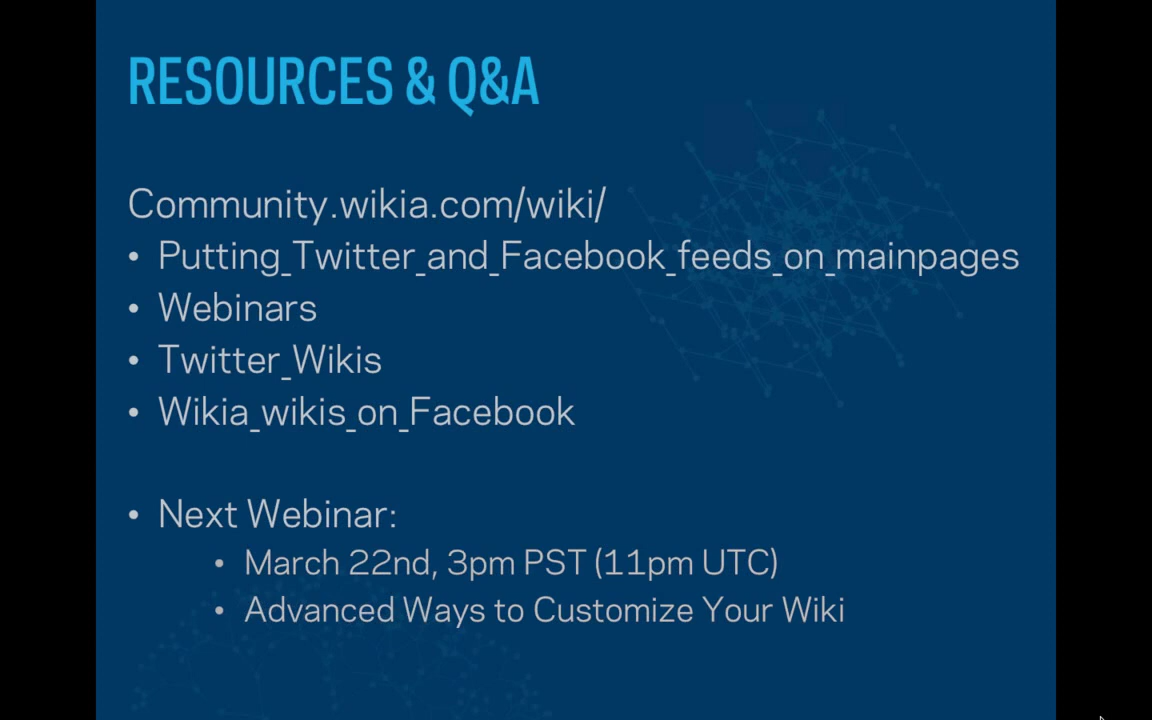 RESOURCES & Q&A
Community.wikia.com/wiki/
• Putting_Twitter_and_Facebook_feeds_on_mainpages
• Webinars
• Twitter_Wikis
• Wikia_wikis_on_Facebook
• Next Webinar:
• March 22nd, 3pm PST (11pm UTC)
• Advanced Ways to Customize Your Wiki